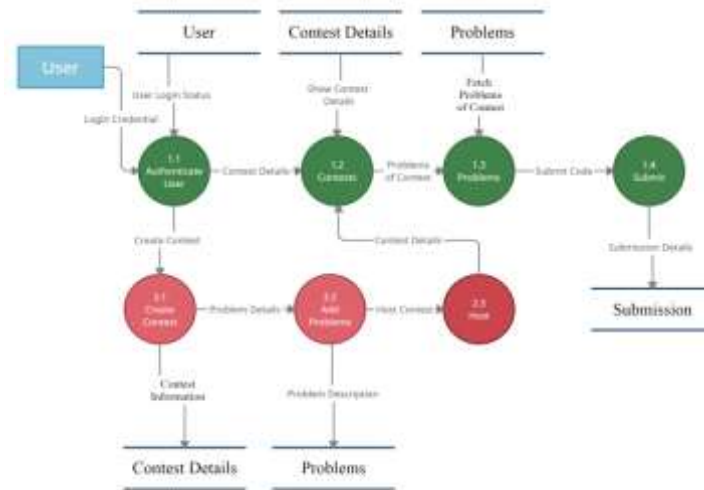 User
Contest Details
Problems
User
User Login Status
Show Contest
Details
Fetch
Problems
of Contest
Login Credential
1.1
Authenticate
User
Contest Details
1.2
Contests
Problems
of Contest
1.3
Problems
Submit Code
1.4
Submit
Create Contest
Contest Details
Submission Details
2.1
Create
Contest
Problem Details
Add
Problems
Host Contest
2.3
Host
Submission
Contest
Information
Problem Description
Contest Details
Problems